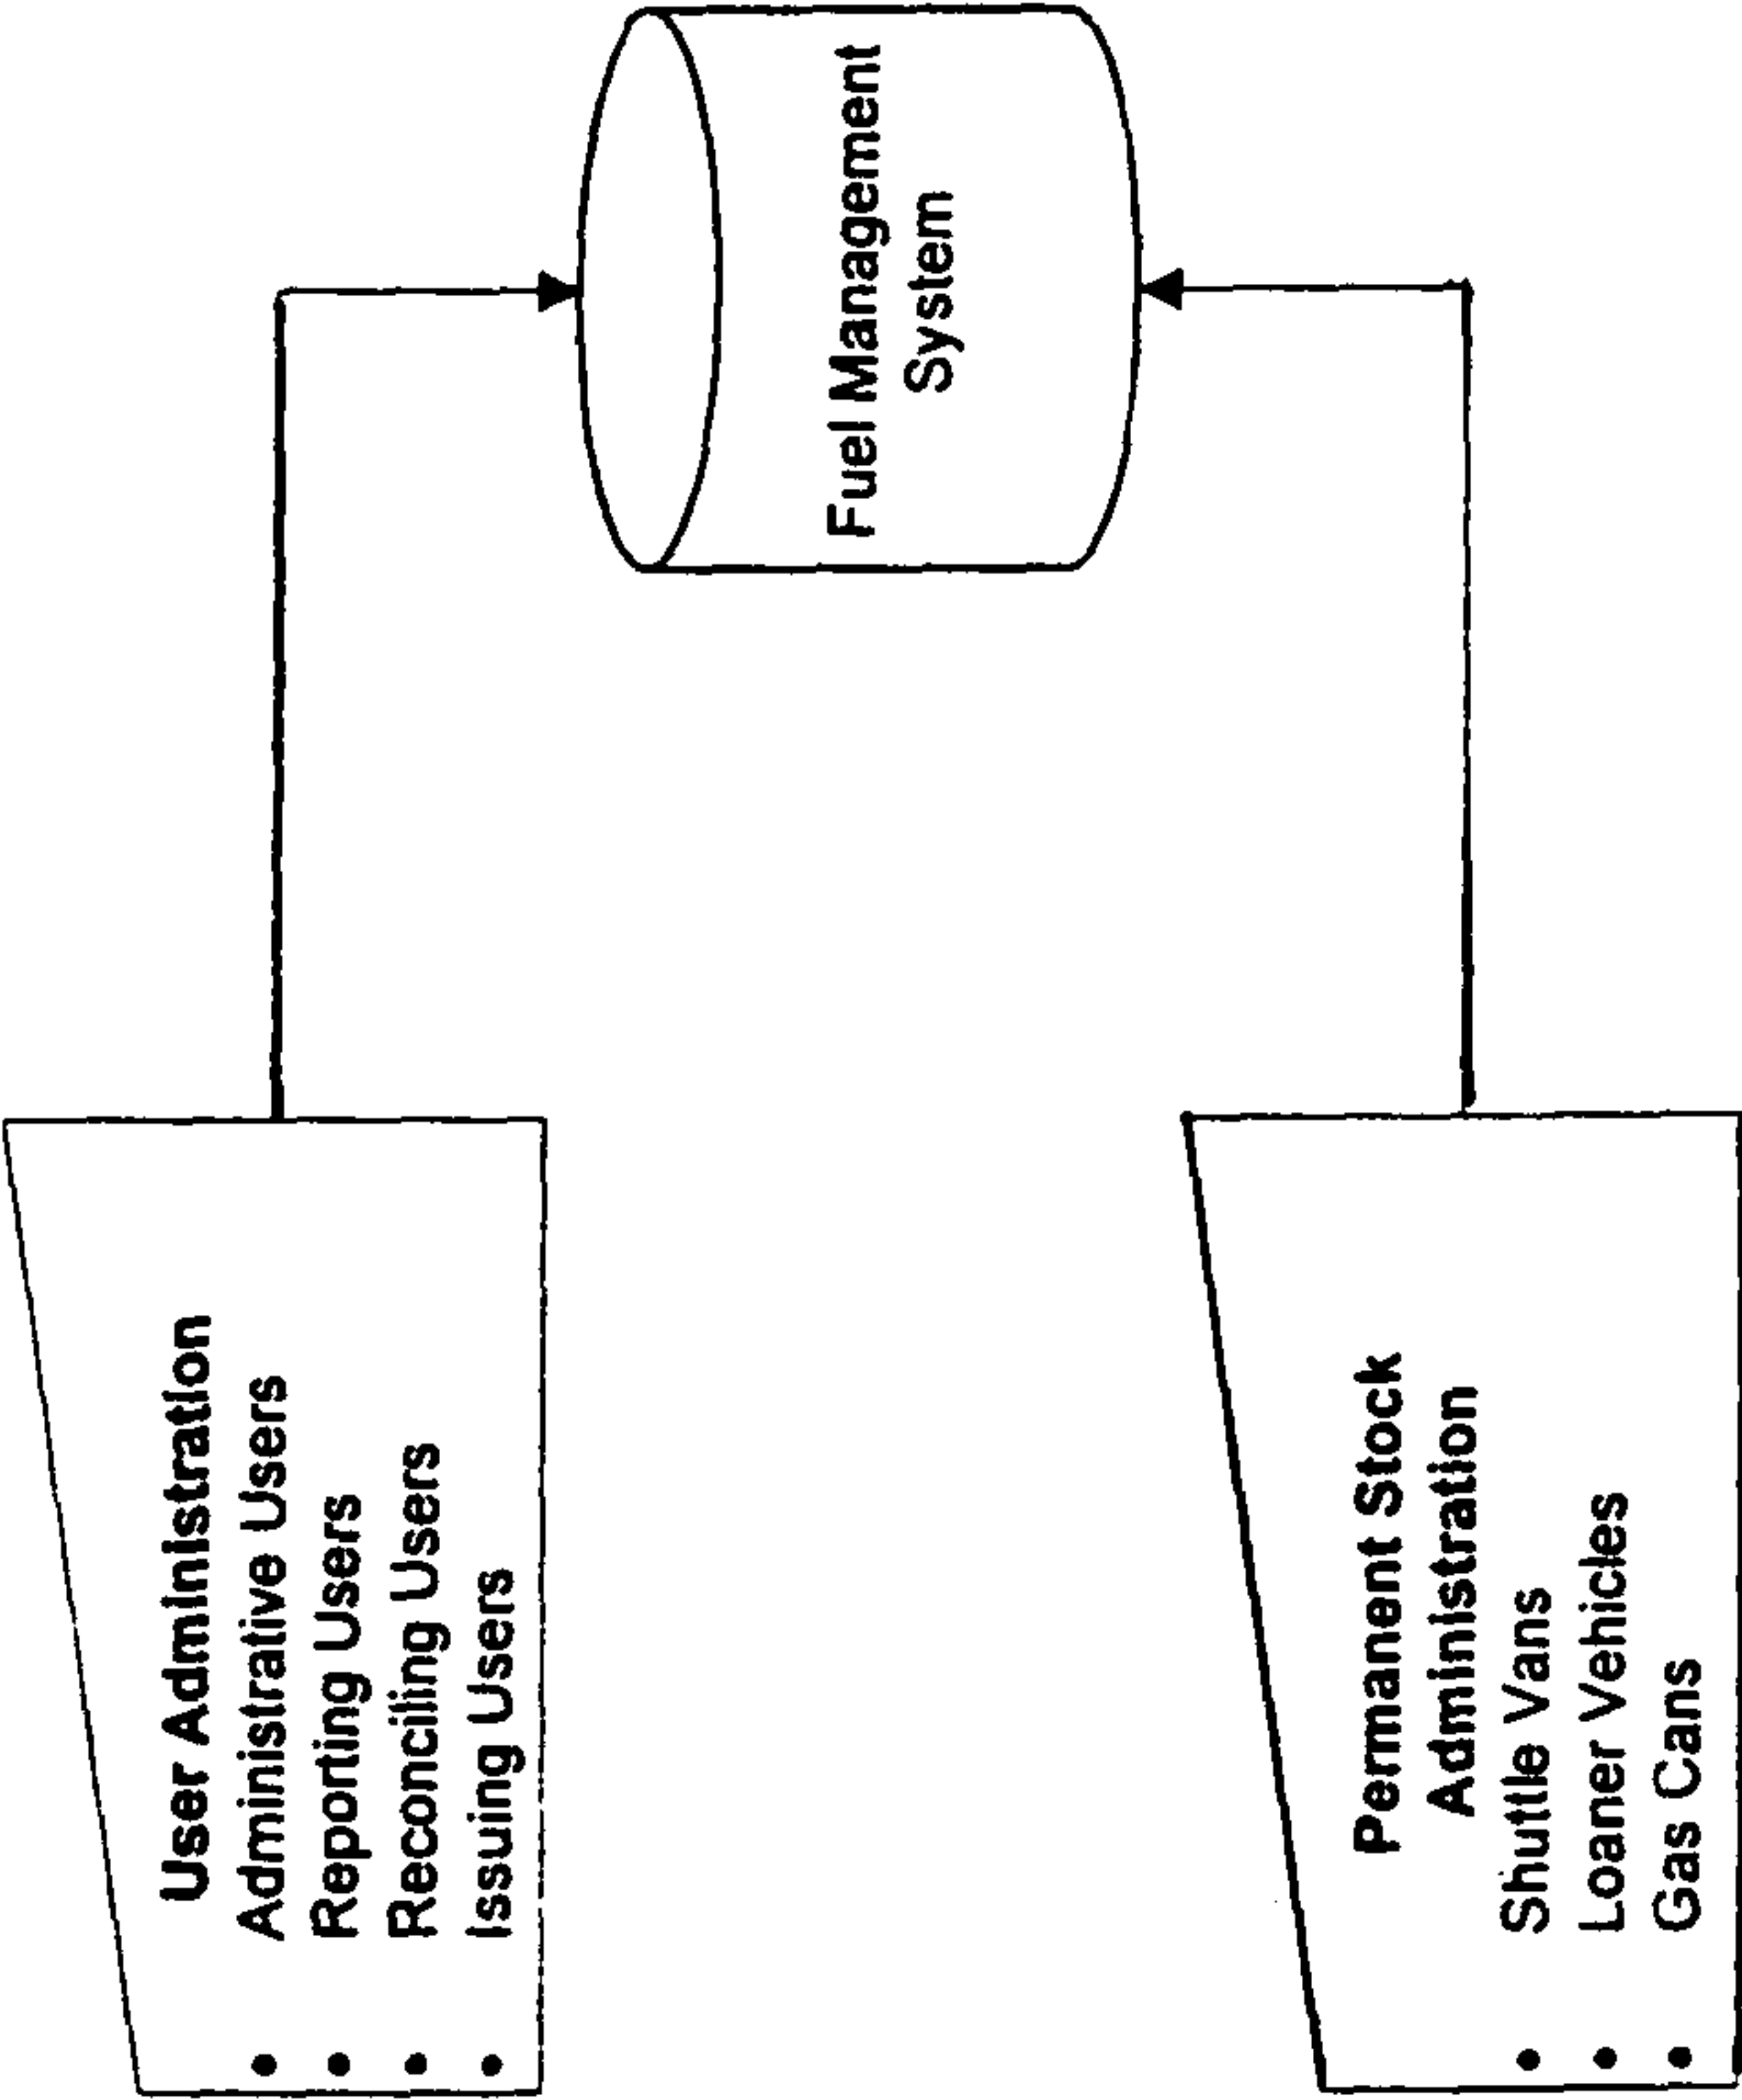 User Administration
• Administrative Users
• Reporting Users
• Reconciling Users
• Issuing Users
Permanent Stock
Administration
• Shuttle Vans
• Loaner Vehicles
• Gas Cans
Fuel Management
System